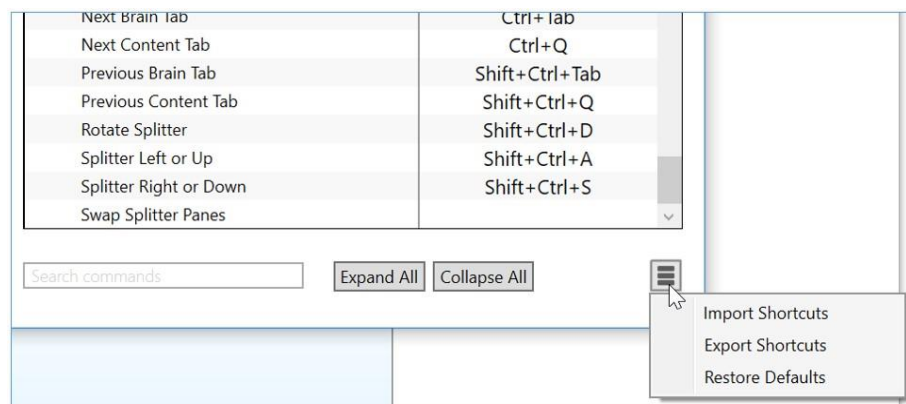 Next Brain Tab Ctrl+Tab
Next Content Tab Ctrl+Q
Previous Brain Tab Shift+Ctrl+Tab
Previous Content Tab Shift+Ctrl+Q
Rotate Splitter Shift+Ctrl+D
Splitter Left or Up Shift+Ctrl+A
Splitter Right or Down Shift+Ctrl+S
Swap Splitter Panes
Search commands Expand All Collapse All
Import Shortcuts
Export Shortcuts
Restore Defaults